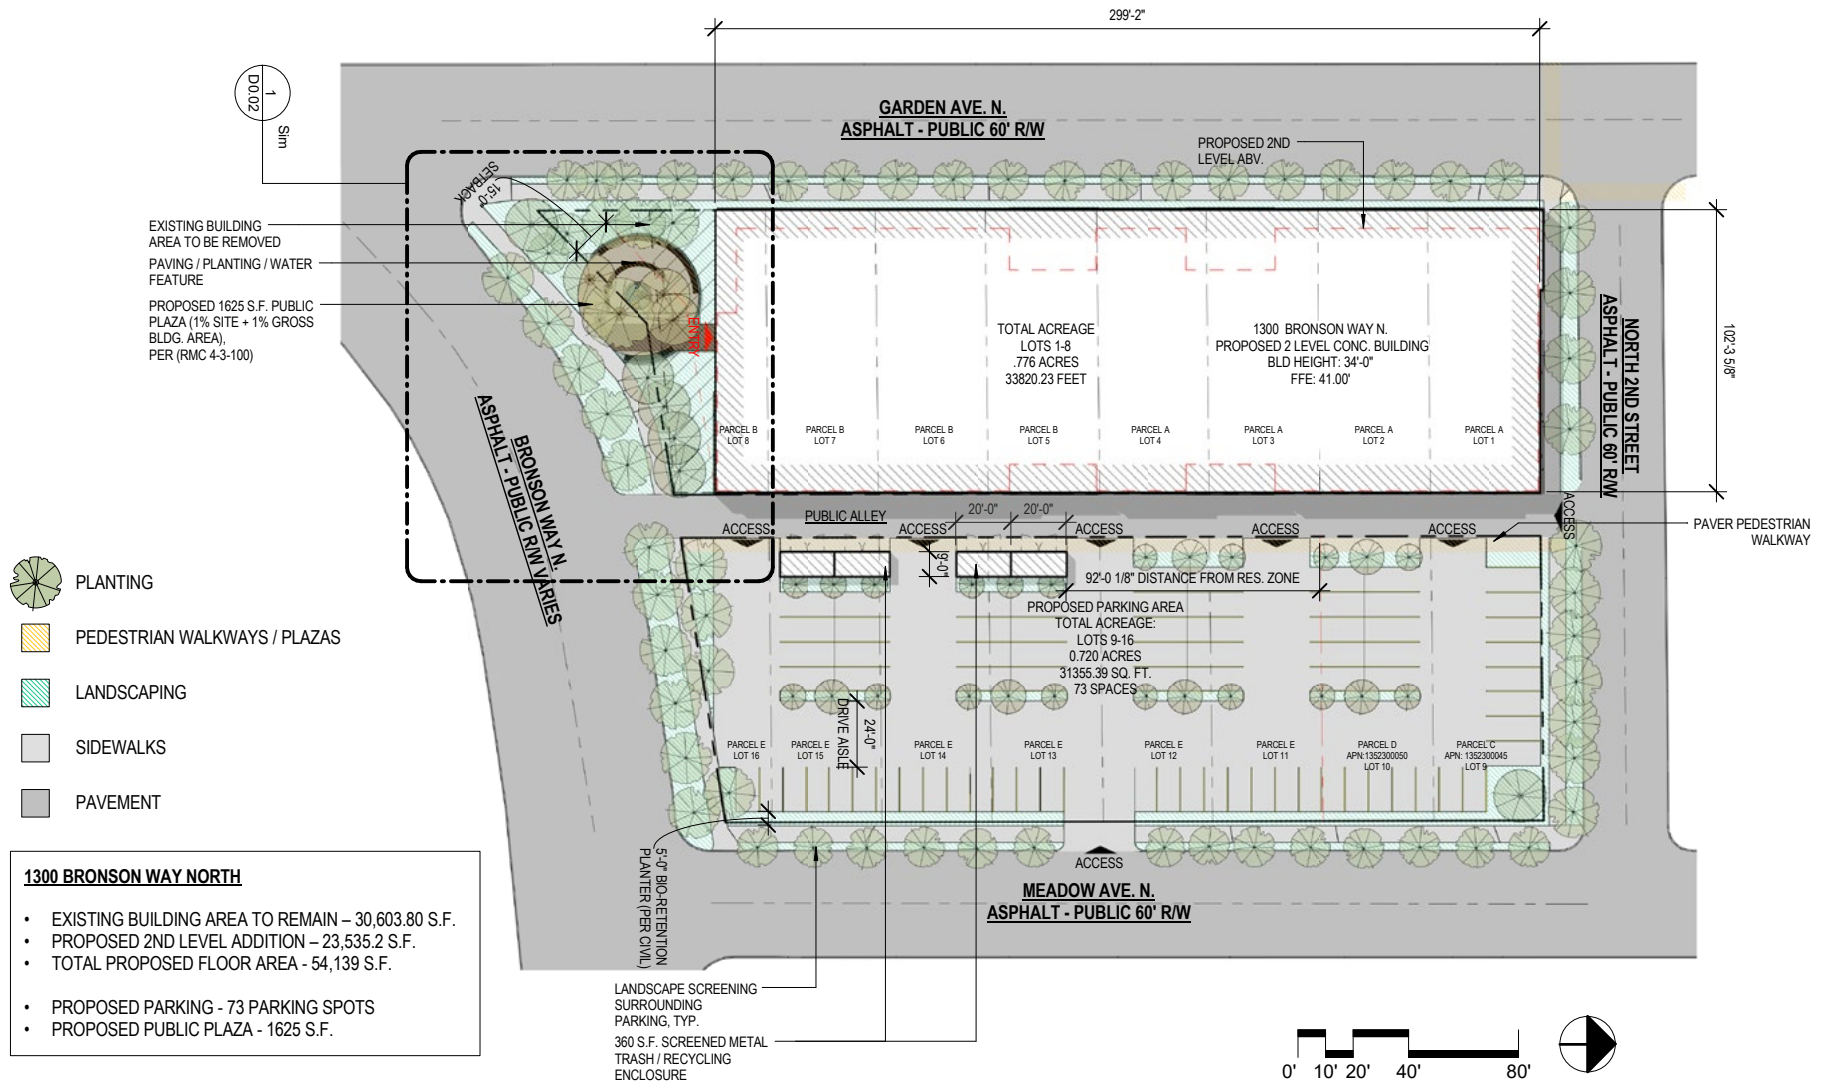 299'-2"
1
D0.02
Sim
GARDEN AVE. N.
ASPHALT - PUBLIC 60' R/W
PROPOSED 2ND
LEVEL ABV.
15'-0"
SETBACK
EXISTING BUILDING
AREA TO BE REMOVED
PAVING / PLANTING / WATER
FEATURE
PROPOSED 1625 S.F. PUBLIC
PLAZA (1% SITE + 1% GROSS
BLDG. AREA),
PER (RMC 4-3-100)
ENTRY
TOTAL ACREAGE
LOTS 1-8
.776 ACRES
33820.23 FEET
1300 BRONSON WAY N.
PROPOSED 2 LEVEL CONC. BUILDING
BLD HEIGHT: 34'-0"
FFE: 41.00'
NORTH 2ND STREET
ASPHALT - PUBLIC 60' R/W
102'-3 5/8"
PARCEL B
LOT 8
PARCEL B
LOT 7
PARCEL B
LOT 6
PARCEL B
LOT 5
PARCEL A
LOT 4
PARCEL A
LOT 3
PARCEL A
LOT 2
PARCEL A
LOT 1
BRONSON WAY N.
ASPHALT - PUBLIC R/W VARIES
PUBLIC ALLEY
20'-0"
20'-0"
ACCESS
ACCESS
ACCESS
ACCESS
ACCESS
ACCESS
PAVER PEDESTRIAN
WALKWAY
9'-0"
92'-0 1/8" DISTANCE FROM RES. ZONE
PROPOSED PARKING AREA
TOTAL ACREAGE:
LOTS 9-16
0.720 ACRES
31355.39 SQ. FT.
73 SPACES
24'-0"
DRIVE AISLE
PARCEL E
LOT 16
PARCEL E
LOT 15
PARCEL E
LOT 14
PARCEL E
LOT 13
PARCEL E
LOT 12
PARCEL E
LOT 11
PARCEL D
APN:1352300050
LOT 10
PARCEL C
APN: 1352300045
LOT 9
PLANTING
PEDESTRIAN WALKWAYS / PLAZAS
LANDSCAPING
SIDEWALKS
PAVEMENT
5'-0" BIO-RETENTION
PLANTER (PER CIVIL)
ACCESS
MEADOW AVE. N.
ASPHALT - PUBLIC 60' R/W
1300 BRONSON WAY NORTH
• EXISTING BUILDING AREA TO REMAIN – 30,603.80 S.F.
• PROPOSED 2ND LEVEL ADDITION – 23,535.2 S.F.
• TOTAL PROPOSED FLOOR AREA - 54,139 S.F.
• PROPOSED PARKING - 73 PARKING SPOTS
• PROPOSED PUBLIC PLAZA - 1625 S.F.
LANDSCAPE SCREENING
SURROUNDING
PARKING, TYP.
360 S.F. SCREENED METAL
TRASH / RECYCLING
ENCLOSURE
0' 10' 20' 40' 80'